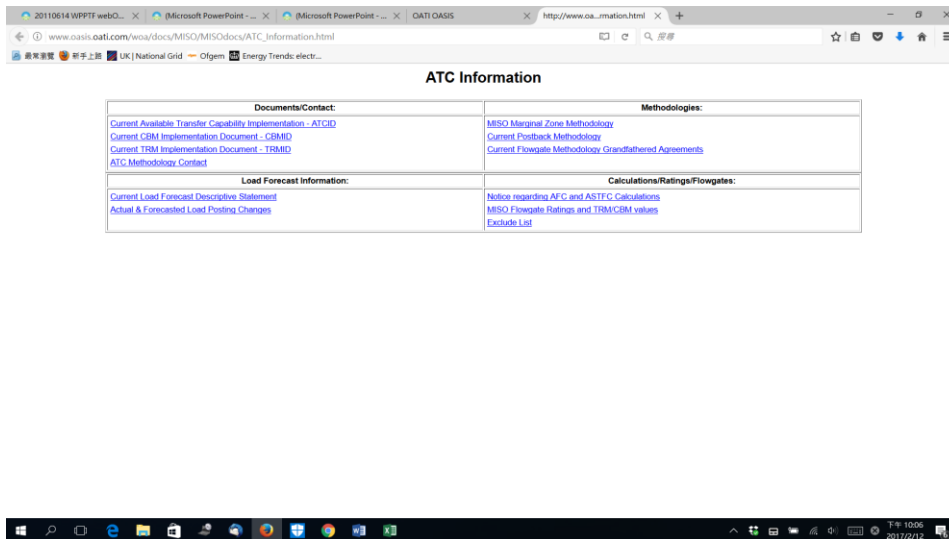 20110614 WPPTF webO...
(Microsoft PowerPoint - ...
(Microsoft PowerPoint - ...
OATI OASIS
http://www.oa...rmation.html
www.oasis.oati.com/woa/docs/MISO/MISOdocs/ATC_Information.html
搜尋
最常瀏覽 新手上路 UK | National Grid Ofgem Energy Trends: electr...
ATC Information
Documents/Contact:
Current Available Transfer Capability Implementation - ATCID
Current CBM Implementation Document - CBMID
Current TRM Implementation Document - TRMID
ATC Methodology Contact
Methodologies:
MISO Marginal Zone Methodology
Current Postback Methodology
Current Flowgate Methodology Grandfathered Agreements
Load Forecast Information:
Current Load Forecast Descriptive Statement
Actual & Forecasted Load Posting Changes
Calculations/Ratings/Flowgates:
Notice regarding AFC and ASTFC Calculations
MISO Flowgate Ratings and TRM/CBM values
Exclude List
下午 10:06
2017/2/12